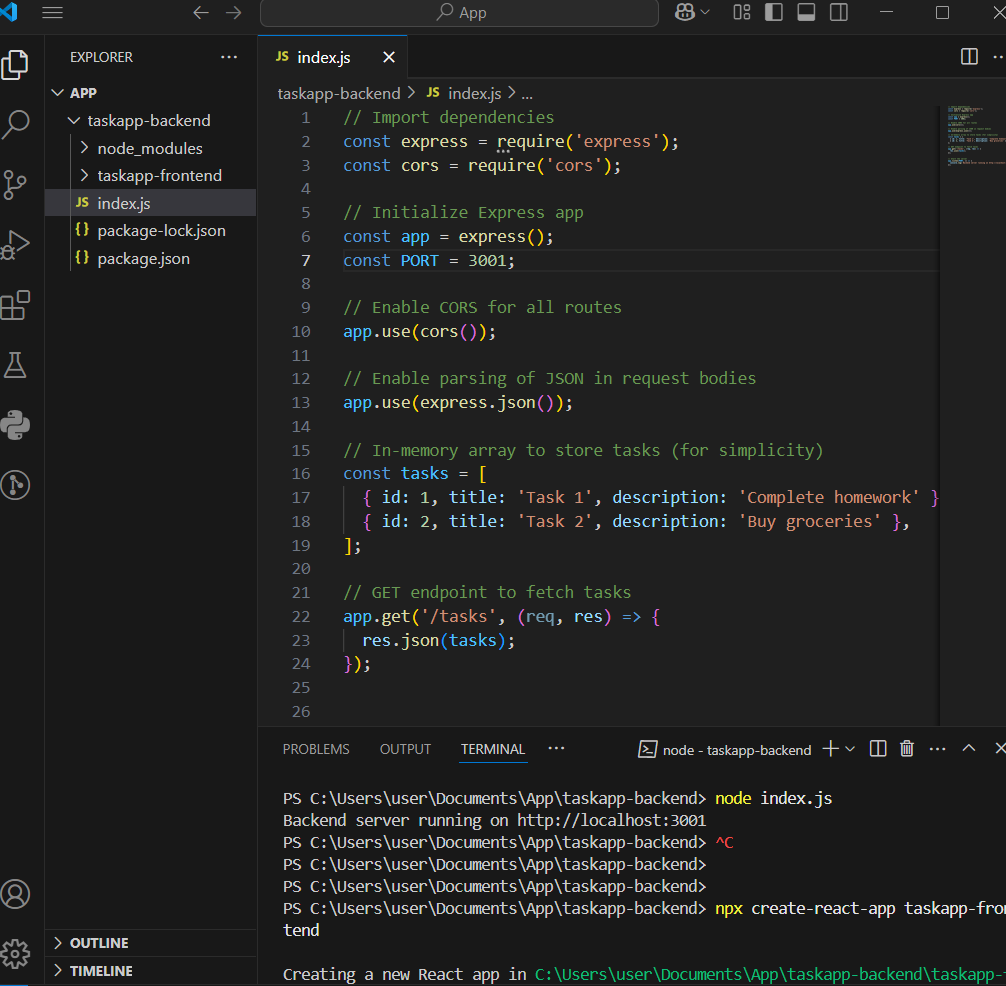 App
EXPLORER
APP
taskapp-backend
node_modules
taskapp-frontend
JS index.js
{} package-lock.json
{} package.json
OUTLINE
TIMELINE
JS index.js
taskapp-backend > JS index.js > ...
1 // Import dependencies
2 const express = require('express');
3 const cors = require('cors');
4
5 // Initialize Express app
6 const app = express();
7 const PORT = 3001;
8
9 // Enable CORS for all routes
10 app.use(cors());
11
12 // Enable parsing of JSON in request bodies
13 app.use(express.json());
14
15 // In-memory array to store tasks (for simplicity)
16 const tasks = [
17 { id: 1, title: 'Task 1', description: 'Complete homework' }
18 { id: 2, title: 'Task 2', description: 'Buy groceries' },
19 ];
20
21 // GET endpoint to fetch tasks
22 app.get('/tasks', (req, res) => {
23 res.json(tasks);
24 });
25
26
PROBLEMS OUTPUT TERMINAL ... node - taskapp-backend
PS C:\Users\user\Documents\App\taskapp-backend> node index.js
Backend server running on http://localhost:3001
PS C:\Users\user\Documents\App\taskapp-backend> ^C
PS C:\Users\user\Documents\App\taskapp-backend>
PS C:\Users\user\Documents\App\taskapp-backend>
PS C:\Users\user\Documents\App\taskapp-backend> npx create-react-app taskapp-fron
tend
Creating a new React app in C:\Users\user\Documents\App\taskapp-backend\taskapp-